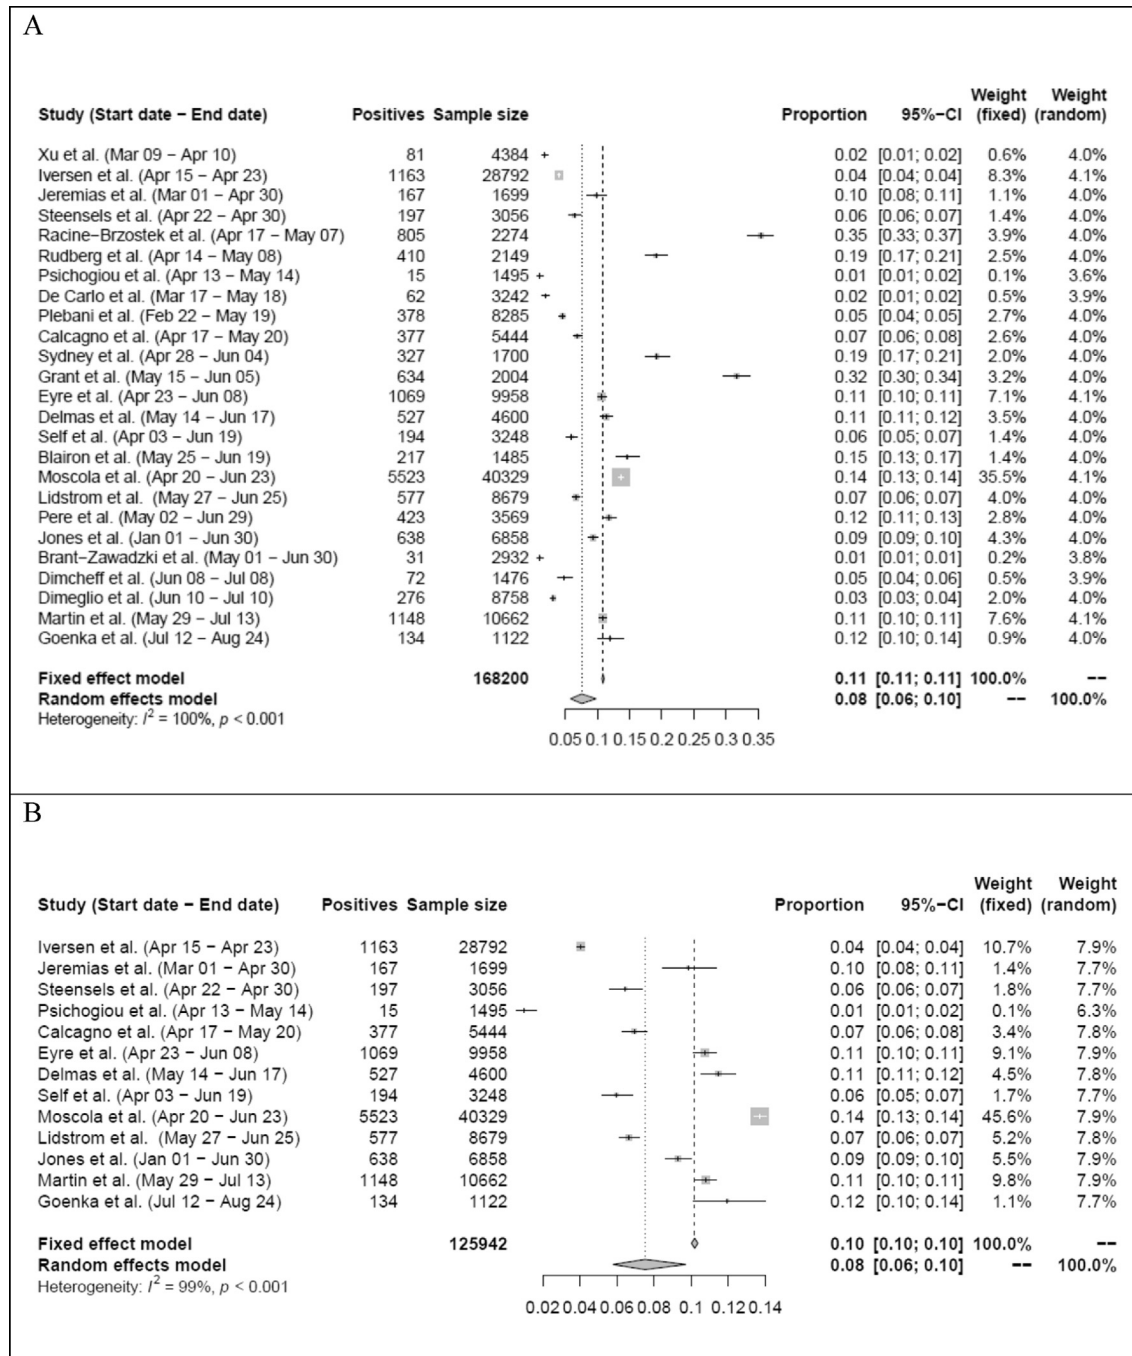 A
Weight Weight
Study (Start date − End date) Positives Sample size Proportion 95%−CI (fixed) (random)
Xu et al. (Mar 09 − Apr 10) 81 4384 0.02 [0.01; 0.02] 0.6% 4.0%
Iversen et al. (Apr 15 − Apr 23) 1163 28792 0.04 [0.04; 0.04] 8.3% 4.1%
Jeremias et al. (Mar 01 − Apr 30) 167 1699 0.10 [0.08; 0.11] 1.1% 4.0%
Steensels et al. (Apr 22 − Apr 30) 197 3056 0.06 [0.06; 0.07] 1.4% 4.0%
Racine−Brzostek et al. (Apr 17 − May 07) 805 2274 0.35 [0.33; 0.37] 3.9% 4.0%
Rudberg et al. (Apr 14 − May 08) 410 2149 0.19 [0.17; 0.21] 2.5% 4.0%
Psichogiou et al. (Apr 13 − May 14) 15 1495 0.01 [0.01; 0.02] 0.1% 3.6%
De Carlo et al. (Mar 17 − May 18) 62 3242 0.02 [0.01; 0.02] 0.5% 3.9%
Plebani et al. (Feb 22 − May 19) 378 8285 0.05 [0.04; 0.05] 2.7% 4.0%
Calcagno et al. (Apr 17 − May 20) 377 5444 0.07 [0.06; 0.08] 2.6% 4.0%
Sydney et al. (Apr 28 − Jun 04) 327 1700 0.19 [0.17; 0.21] 2.0% 4.0%
Grant et al. (May 15 − Jun 05) 634 2004 0.32 [0.30; 0.34] 3.2% 4.0%
Eyre et al. (Apr 23 − Jun 08) 1069 9958 0.11 [0.10; 0.11] 7.1% 4.1%
Delmas et al. (May 14 − Jun 17) 527 4600 0.11 [0.11; 0.12] 3.5% 4.0%
Self et al. (Apr 03 − Jun 19) 194 3248 0.06 [0.05; 0.07] 1.4% 4.0%
Blairon et al. (May 25 − Jun 19) 217 1485 0.15 [0.13; 0.17] 1.4% 4.0%
Moscola et al. (Apr 20 − Jun 23) 5523 40329 0.14 [0.13; 0.14] 35.5% 4.1%
Lidstrom et al. (May 27 − Jun 25) 577 8679 0.07 [0.06; 0.07] 4.0% 4.0%
Pere et al. (May 02 − Jun 29) 423 3569 0.12 [0.11; 0.13] 2.8% 4.0%
Jones et al. (Jan 01 − Jun 30) 638 6858 0.09 [0.09; 0.10] 4.3% 4.0%
Brant−Zawadzki et al. (May 01 − Jun 30) 31 2932 0.01 [0.01; 0.01] 0.2% 3.8%
Dimcheff et al. (Jun 08 − Jul 08) 72 1476 0.05 [0.04; 0.06] 0.5% 3.9%
Dimeglio et al. (Jun 10 − Jul 10) 276 8758 0.03 [0.03; 0.04] 2.0% 4.0%
Martin et al. (May 29 − Jul 13) 1148 10662 0.11 [0.10; 0.11] 7.6% 4.1%
Goenka et al. (Jul 12 − Aug 24) 134 1122 0.12 [0.10; 0.14] 0.9% 4.0%
Fixed effect model 168200 0.11 [0.11; 0.11] 100.0% −−
Random effects model 0.08 [0.06; 0.10] −− 100.0%
Heterogeneity: I² = 100%, p < 0.001
0.05 0.1 0.15 0.2 0.25 0.3 0.35
B
Weight Weight
Study (Start date − End date) Positives Sample size Proportion 95%−CI (fixed) (random)
Iversen et al. (Apr 15 − Apr 23) 1163 28792 0.04 [0.04; 0.04] 10.7% 7.9%
Jeremias et al. (Mar 01 − Apr 30) 167 1699 0.10 [0.08; 0.11] 1.4% 7.7%
Steensels et al. (Apr 22 − Apr 30) 197 3056 0.06 [0.06; 0.07] 1.8% 7.7%
Psichogiou et al. (Apr 13 − May 14) 15 1495 0.01 [0.01; 0.02] 0.1% 6.3%
Calcagno et al. (Apr 17 − May 20) 377 5444 0.07 [0.06; 0.08] 3.4% 7.8%
Eyre et al. (Apr 23 − Jun 08) 1069 9958 0.11 [0.10; 0.11] 9.1% 7.9%
Delmas et al. (May 14 − Jun 17) 527 4600 0.11 [0.11; 0.12] 4.5% 7.8%
Self et al. (Apr 03 − Jun 19) 194 3248 0.06 [0.05; 0.07] 1.7% 7.7%
Moscola et al. (Apr 20 − Jun 23) 5523 40329 0.14 [0.13; 0.14] 45.6% 7.9%
Lidstrom et al. (May 27 − Jun 25) 577 8679 0.07 [0.06; 0.07] 5.2% 7.8%
Jones et al. (Jan 01 − Jun 30) 638 6858 0.09 [0.09; 0.10] 5.5% 7.9%
Martin et al. (May 29 − Jul 13) 1148 10662 0.11 [0.10; 0.11] 9.8% 7.9%
Goenka et al. (Jul 12 − Aug 24) 134 1122 0.12 [0.10; 0.14] 1.1% 7.7%
Fixed effect model 125942 0.10 [0.10; 0.10] 100.0% −−
Random effects model 0.08 [0.06; 0.10] −− 100.0%
Heterogeneity: I² = 99%, p < 0.001
0.02 0.04 0.06 0.08 0.1 0.12 0.14